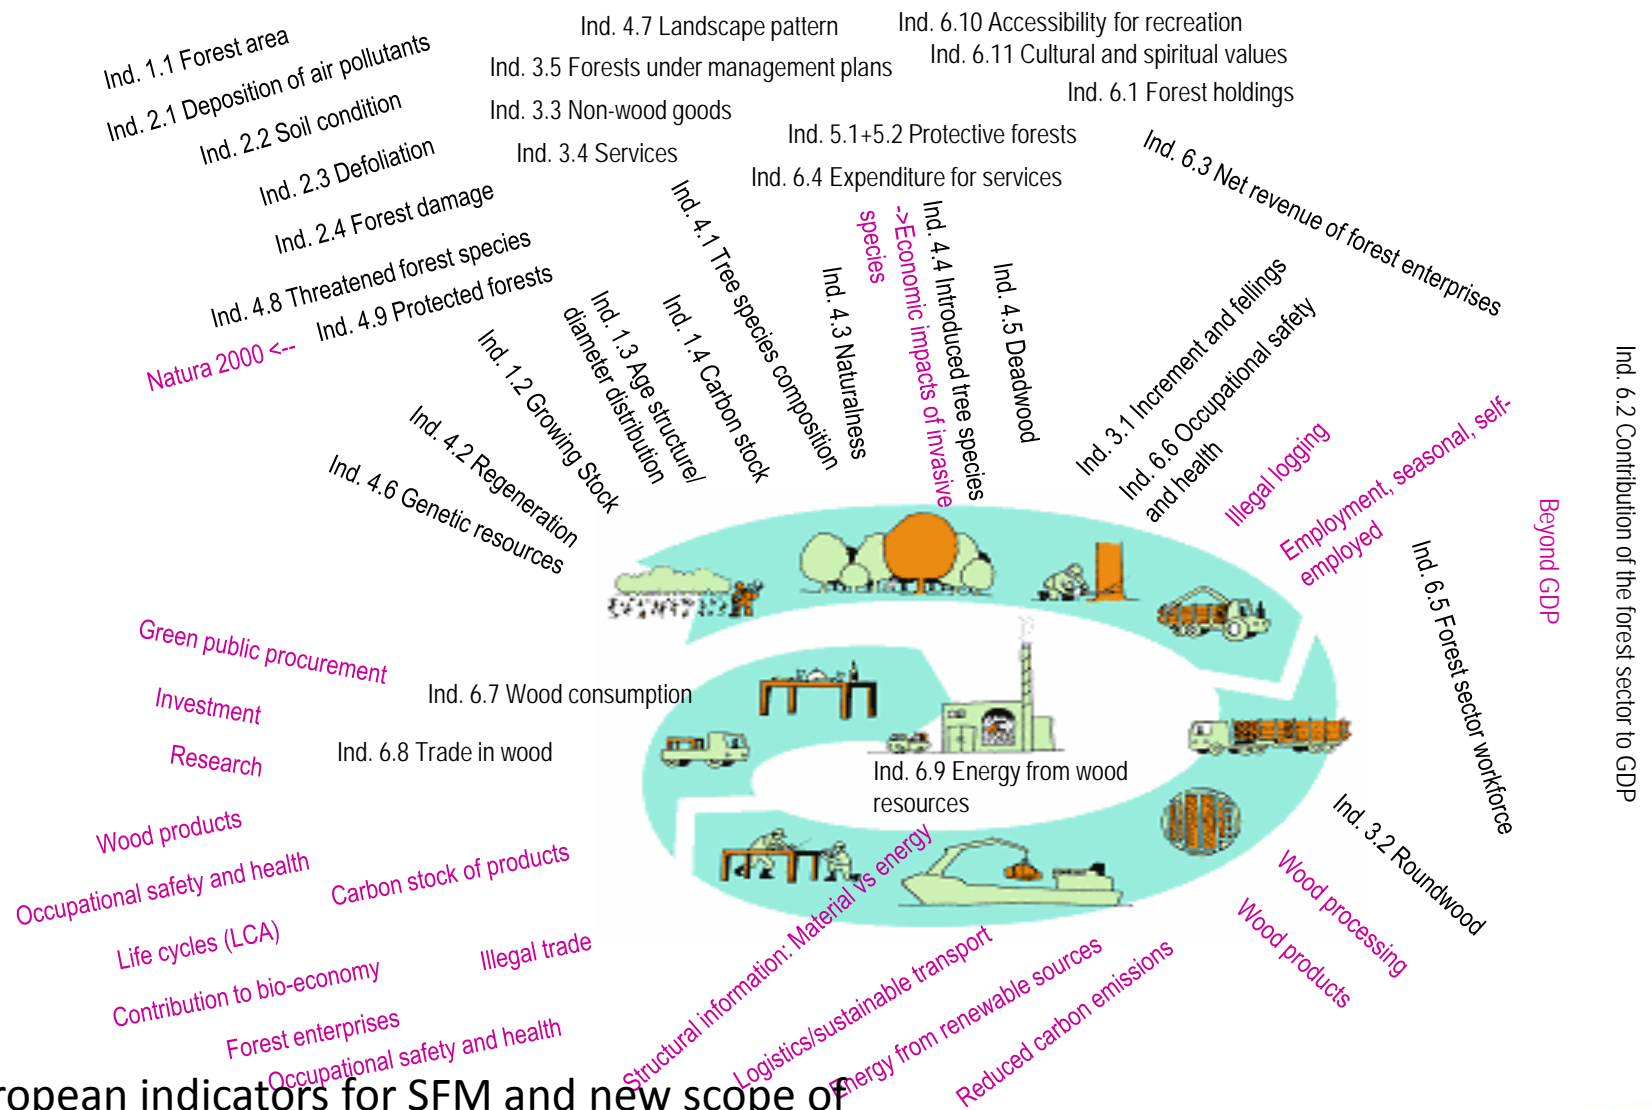 Ind. 1.1 Forest area
Ind. 2.1 Deposition of air pollutants
Ind. 2.2 Soil condition
Ind. 2.3 Defoliation
Ind. 2.4 Forest damage
Ind. 4.8 Threatened forest species
Ind. 4.9 Protected forests
Natura 2000 <--
Ind. 4.7 Landscape pattern
Ind. 3.5 Forests under management plans
Ind. 3.3 Non-wood goods
Ind. 3.4 Services
Ind. 6.10 Accessibility for recreation
Ind. 6.11 Cultural and spiritual values
Ind. 6.1 Forest holdings
Ind. 5.1+5.2 Protective forests
Ind. 6.4 Expenditure for services
Ind. 6.3 Net revenue of forest enterprises
Ind. 4.6 Genetic resources
Ind. 4.2 Regeneration
Ind. 1.2 Growing Stock
Ind. 1.3 Age structure/
diameter distribution
Ind. 1.4 Carbon stock
Ind. 4.1 Tree species composition
Ind. 4.3 Naturalness
Ind. 4.4 Introduced tree species
->Economic impacts of invasive
species
Ind. 4.5 Deadwood
Ind. 3.1 Increment and fellings
Ind. 6.6 Occupational safety
and health
Illegal logging
Employment, seasonal, self-
employed
Beyond GDP
Ind. 6.2 Contribution of the forest sector to GDP
Ind. 6.5 Forest sector workforce
Green public procurement
Investment
Research
Ind. 6.7 Wood consumption
Ind. 6.8 Trade in wood
Ind. 6.9 Energy from wood
resources
Ind. 3.2 Roundwood
Wood processing
Wood products
Wood products
Occupational safety and health
Carbon stock of products
Life cycles (LCA)
Illegal trade
Contribution to bio-economy
Forest enterprises
Occupational safety and health
Structural information: Material vs energy
Logistics/sustainable transport
Energy from renewable sources
Reduced carbon emissions
ropean indicators for SFM and new scope of